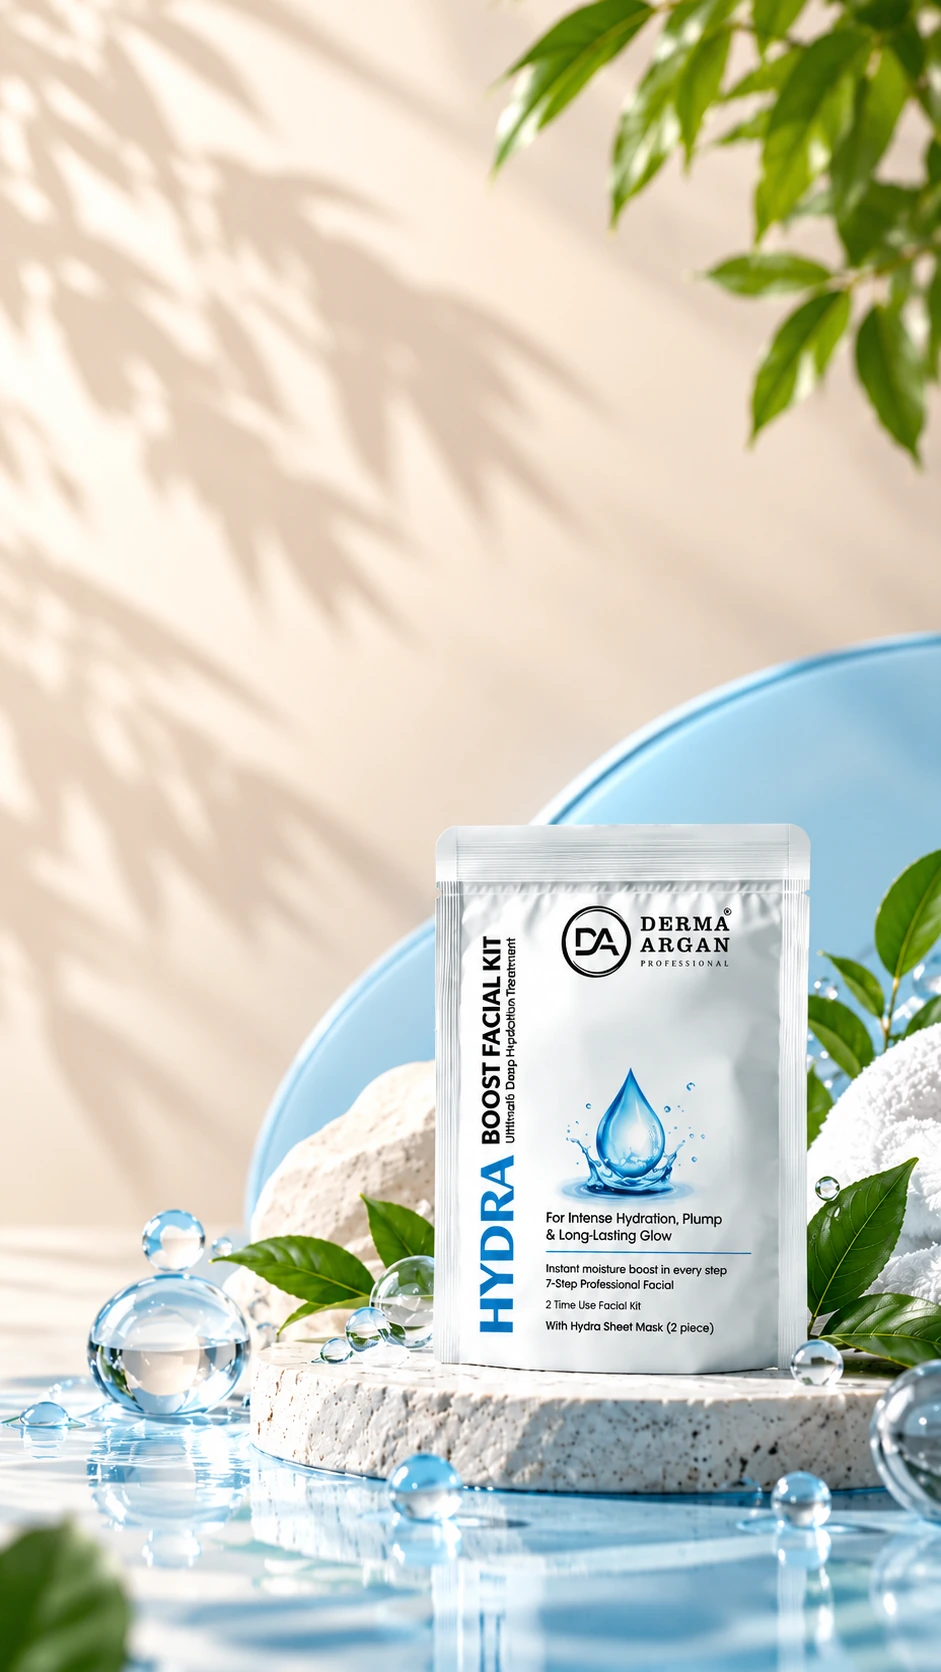 DERMA®
ARGAN
PROFESSIONAL
DA
HYDRA
BOOST FACIAL KIT
Treatment
For Intense Hydration, Plump
& Long-Lasting Glow
Instant moisture boost in every step
7-Step Professional Facial
2 Time Use Facial Kit
With Hydra Sheet Mask (2 piece)